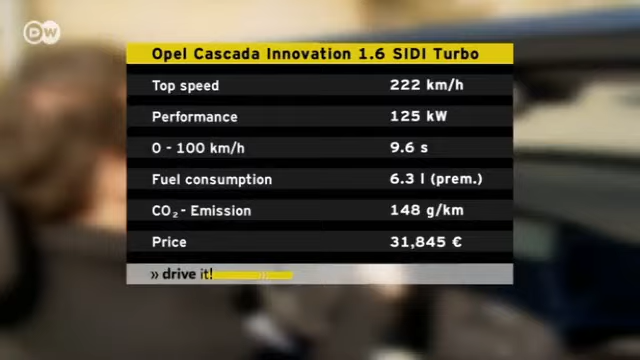 DW
Opel Cascada Innovation 1.6 SIDI Turbo
Top speed 222 km/h
Performance 125 kW
0 - 100 km/h 9.6 s
Fuel consumption 6.3 l (prem.)
CO₂- Emission 148 g/km
Price 31,845 €
» drive it!